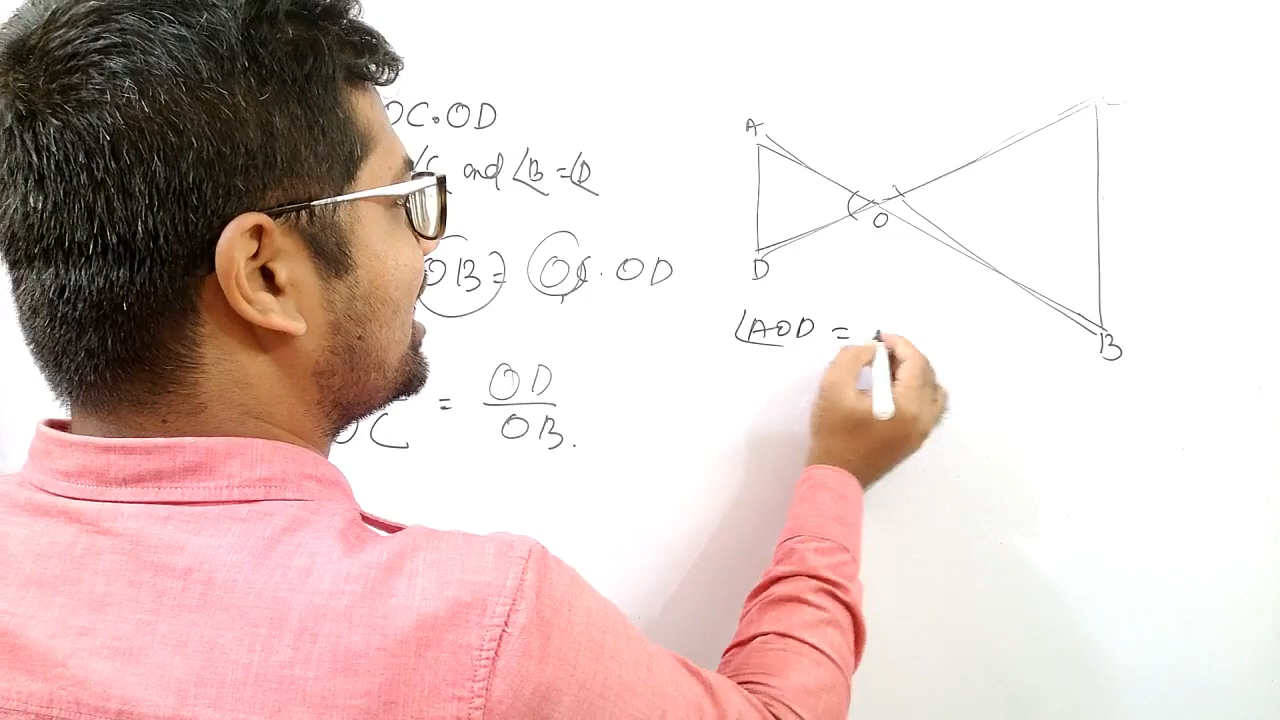 OC.OD
and ∠B = ∠D
OB = OC. OD
OC = OD / OB.
A
O
D
B
∠AOD =